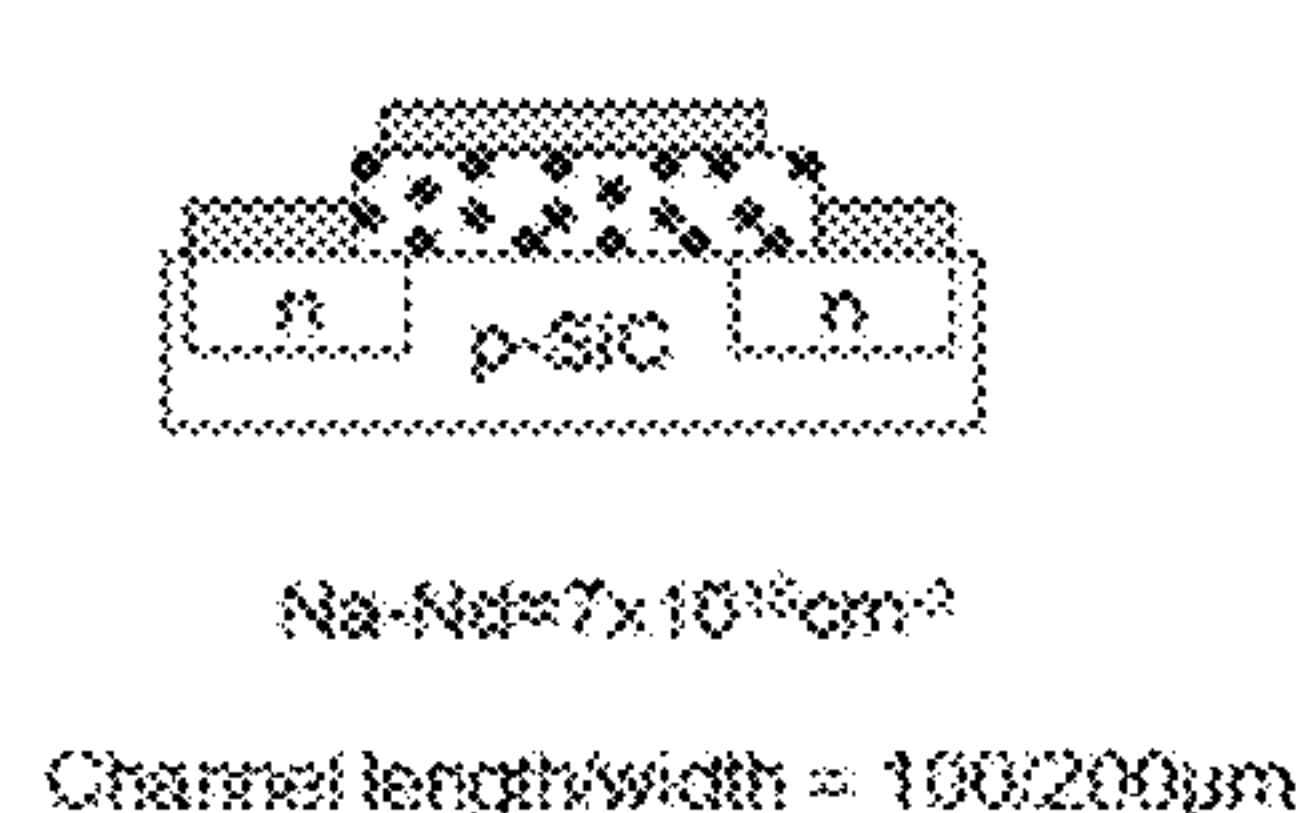 n p-SiC n
Na-Nd=7x10¹⁵cm⁻³
Channel length/width = 100/200µm